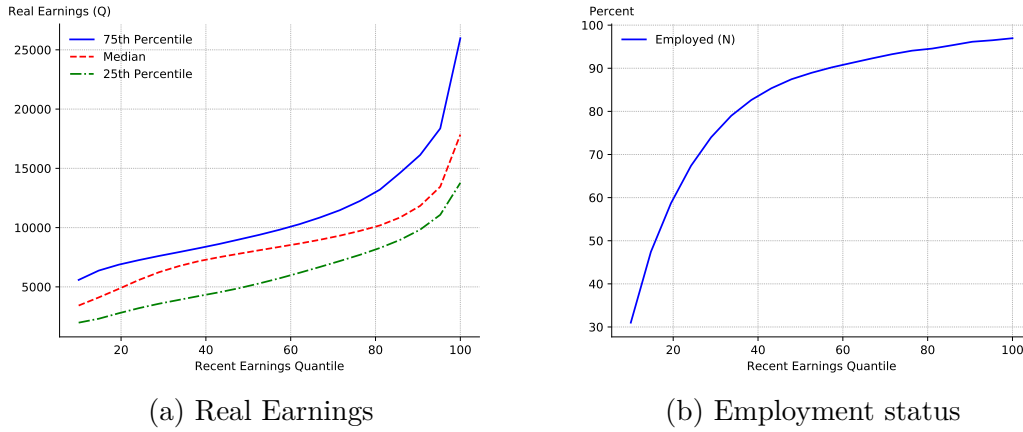 Real Earnings (Q)
75th Percentile
Median
25th Percentile
25000
20000
15000
10000
5000
20 40 60 80 100
Recent Earnings Quantile
(a) Real Earnings
Percent
Employed (N)
100
90
80
70
60
50
40
30
20 40 60 80 100
Recent Earnings Quantile
(b) Employment status